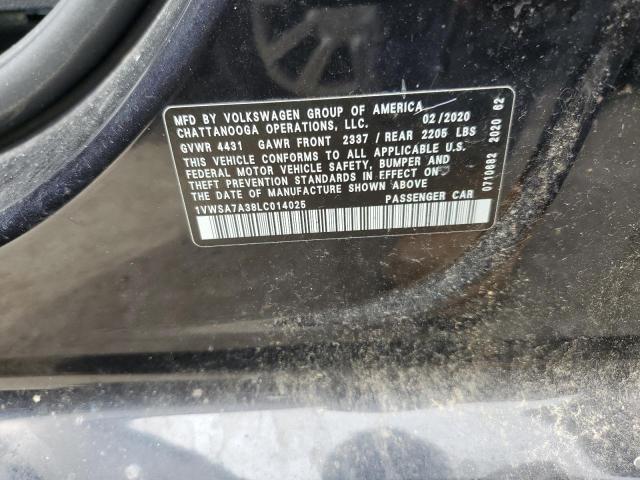 MFD BY VOLKSWAGEN GROUP OF AMERICA 02/2020
CHATTANOOGA OPERATIONS, LLC.
GVWR 4431 GAWR FRONT 2337 / REAR 2205 LBS
THIS VEHICLE CONFORMS TO ALL APPLICABLE U.S.
FEDERAL MOTOR VEHICLE SAFETY, BUMPER AND
THEFT PREVENTION STANDARDS IN EFFECT ON
THE DATE OF MANUFACTURE SHOWN ABOVE.
1VWSA7A38LC014025 PASSENGER CAR
0710882 2020 62